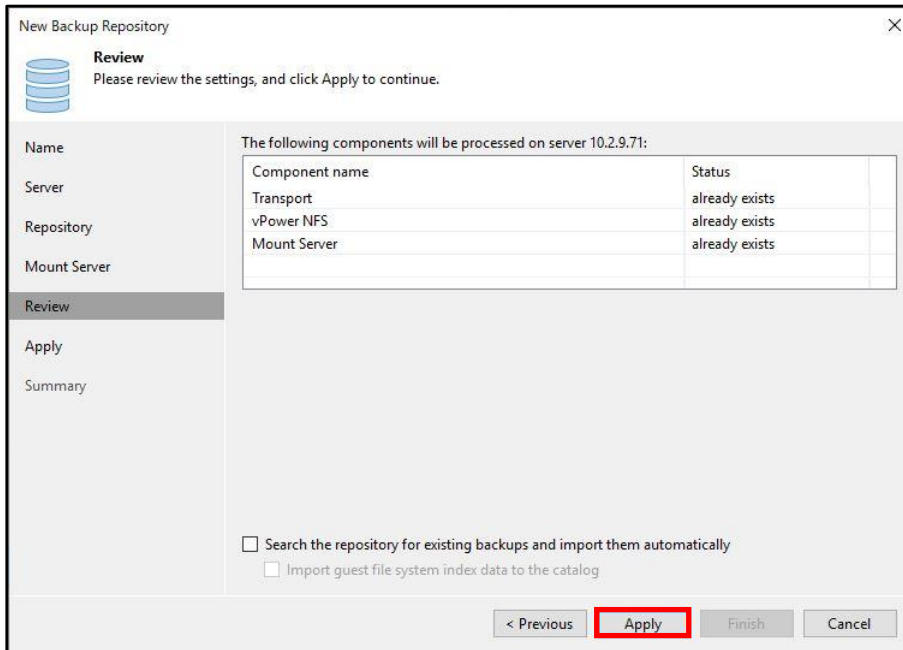 New Backup Repository
Review
Please review the settings, and click Apply to continue.
Name
Server
Repository
Mount Server
Review
Apply
Summary
The following components will be processed on server 10.2.9.71:
Component name Status
Transport already exists
vPower NFS already exists
Mount Server already exists
Search the repository for existing backups and import them automatically
Import guest file system index data to the catalog
< Previous Apply Finish Cancel